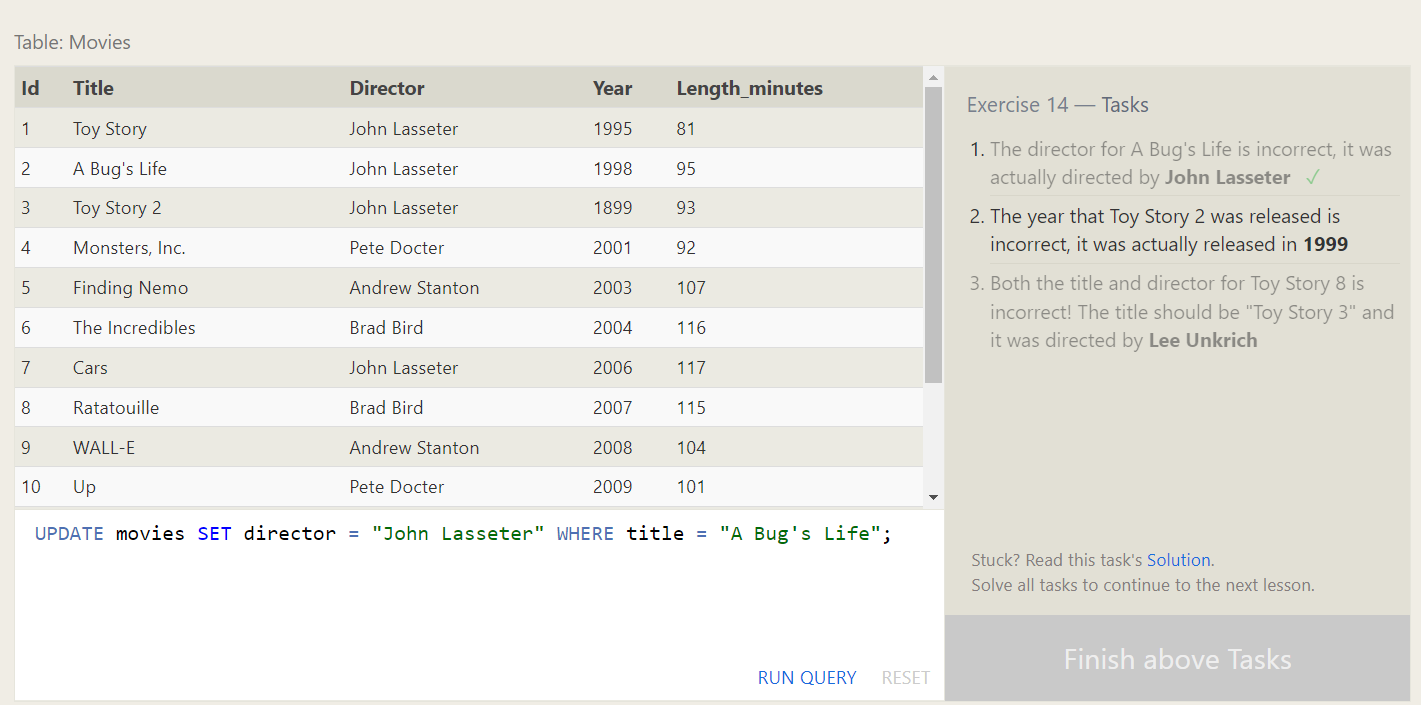 Table: Movies
Id Title Director Year Length_minutes
1 Toy Story John Lasseter 1995 81
2 A Bug's Life John Lasseter 1998 95
3 Toy Story 2 John Lasseter 1899 93
4 Monsters, Inc. Pete Docter 2001 92
5 Finding Nemo Andrew Stanton 2003 107
6 The Incredibles Brad Bird 2004 116
7 Cars John Lasseter 2006 117
8 Ratatouille Brad Bird 2007 115
9 WALL-E Andrew Stanton 2008 104
10 Up Pete Docter 2009 101
UPDATE movies SET director = "John Lasseter" WHERE title = "A Bug's Life";
RUN QUERY RESET
Exercise 14 — Tasks
1. The director for A Bug's Life is incorrect, it was
actually directed by John Lasseter ✓
2. The year that Toy Story 2 was released is
incorrect, it was actually released in 1999
3. Both the title and director for Toy Story 8 is
incorrect! The title should be "Toy Story 3" and
it was directed by Lee Unkrich
Stuck? Read this task's Solution.
Solve all tasks to continue to the next lesson.
Finish above Tasks